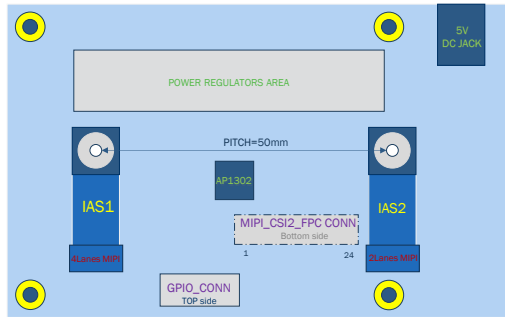 5V
DC JACK
POWER REGULATORS AREA
PITCH=50mm
AP1302
IAS1
IAS2
MIPI_CSI2_FPC CONN
Bottom side
1
24
4Lanes MIPI
2Lanes MIPI
GPIO_CONN
TOP side